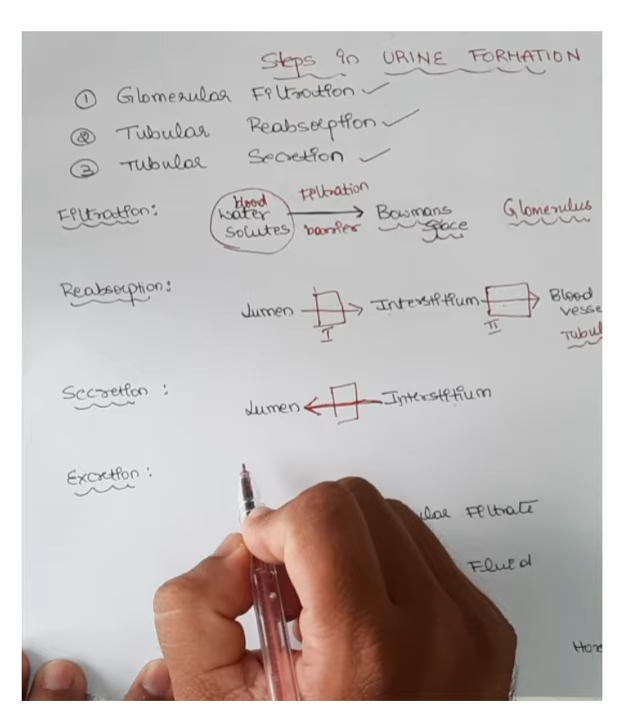 Steps in URINE FORMATION
① Glomerular Filtration ✓
② Tubular Reabsorption ✓
③ Tubular Secretion ✓
Filtration: blood water solutes Filtration barrier Bowmans Space Glomerulus
Reabsorption: Lumen I Interstitium II Blood vesse Tubul
Secretion: Lumen Interstitium
Excretion:
ular Filtrate
Fluid
Hor